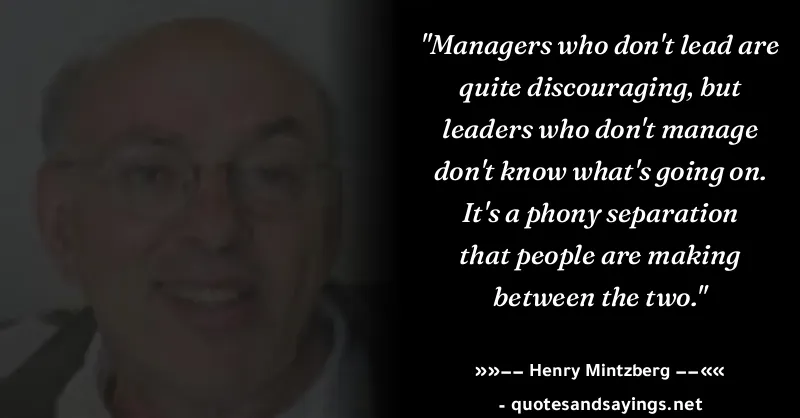 "Managers who don't lead are
quite discouraging, but
leaders who don't manage
don't know what's going on.
It's a phony separation
that people are making
between the two."
»»−− Henry Mintzberg −−««
- quotesandsayings.net